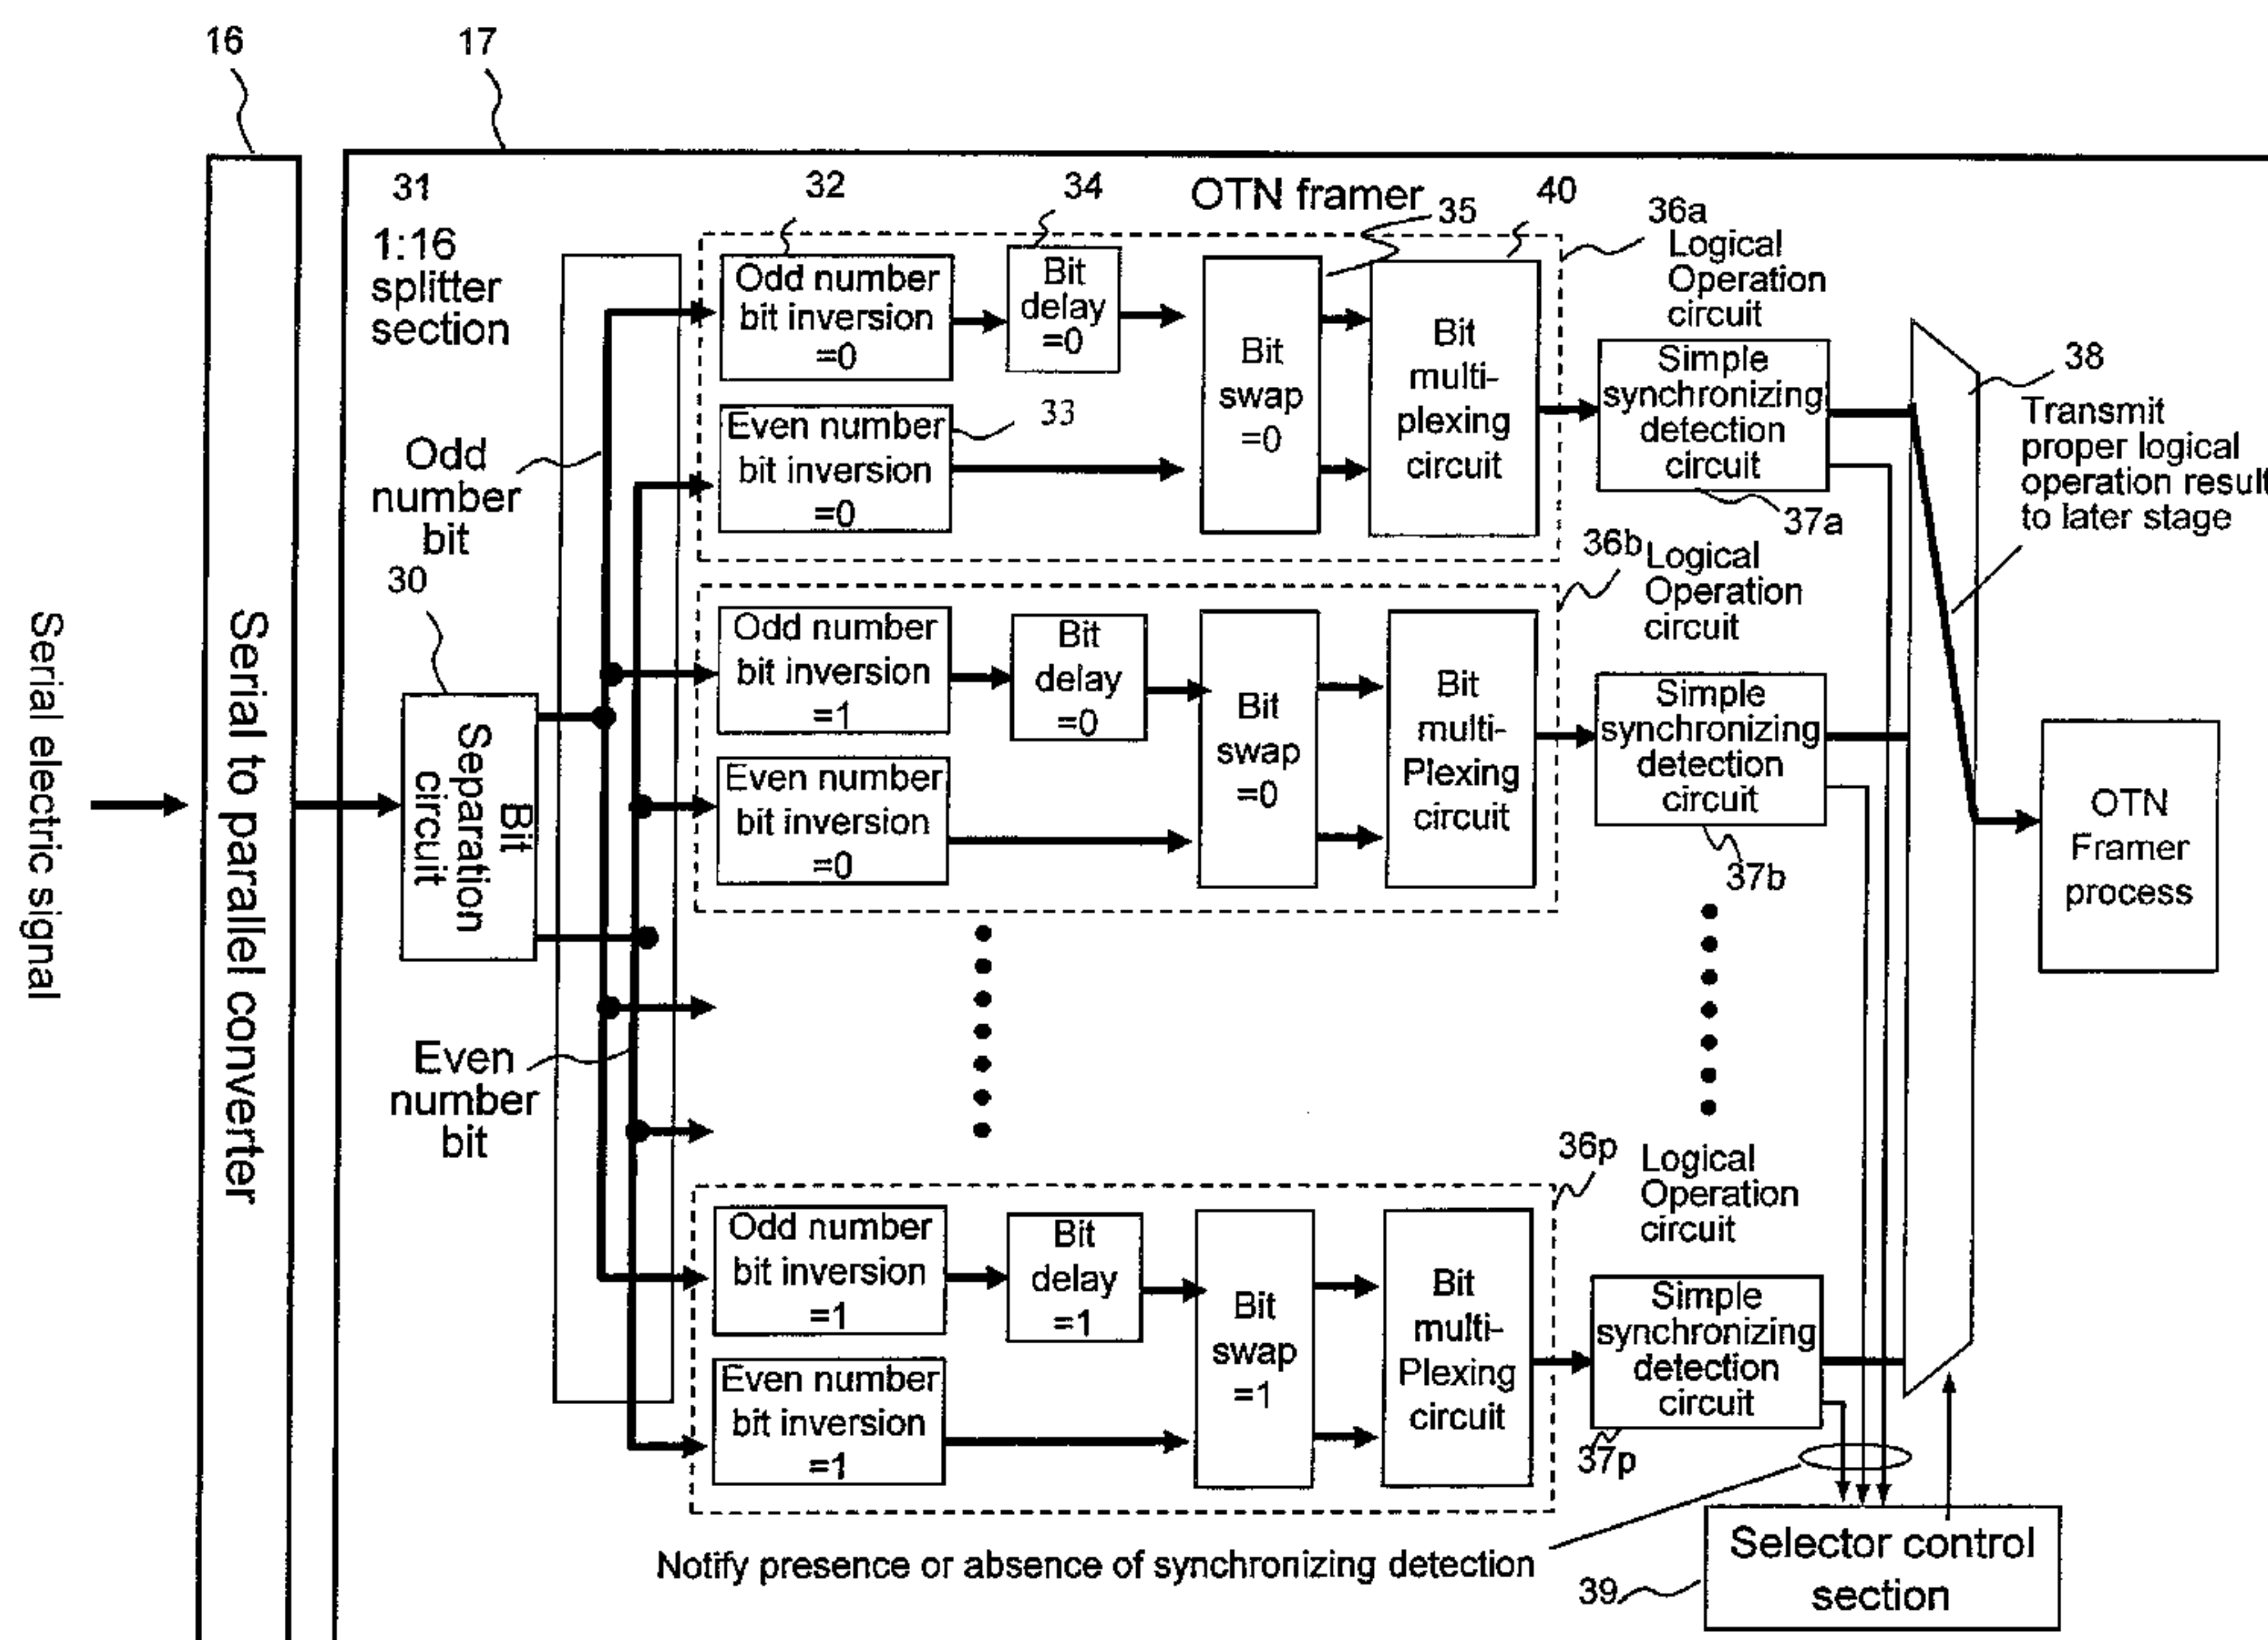 16
17
31
1:16
splitter
section
32
34
OTN framer
35
40
36a
Logical
Operation
circuit
Odd number
bit inversion
=0
Bit
delay
=0
Even number
bit inversion
=0
33
Bit
swap
=0
Bit
multi-
plexing
circuit
Simple
synchronizing
detection
circuit
37a
38
Transmit
proper logical
operation result
to later stage
Odd
number
bit
30
Serial electric signal
Serial to parallel converter
Bit
Separation
circuit
Even
number
bit
36b
Logical
Operation
circuit
Odd number
bit inversion
=1
Bit
delay
=0
Even number
bit inversion
=0
Bit
swap
=0
Bit
multi-
Plexing
circuit
Simple
synchronizing
detection
circuit
37b
OTN
Framer
process
36p
Logical
Operation
circuit
Odd number
bit inversion
=1
Bit
delay
=1
Even number
bit inversion
=1
Bit
swap
=1
Bit
multi-
Plexing
circuit
Simple
synchronizing
detection
circuit
37p
Notify presence or absence of synchronizing detection
39
Selector control
section